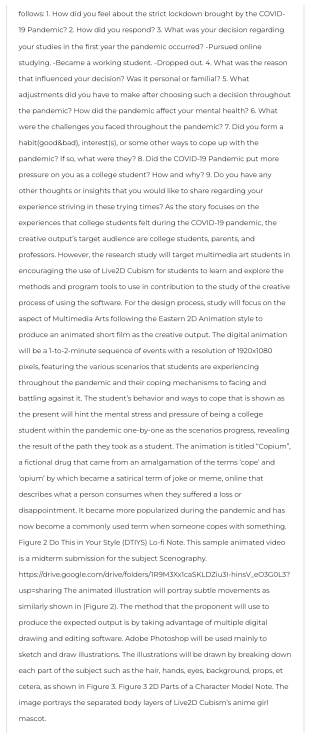 follows: 1. How did you feel about the strict lockdown brought by the COVID-
19 Pandemic? 2. How did you respond? 3. What was your decision regarding
your studies in the first year the pandemic occurred? -Pursued online
studying. -Became a working student. -Dropped out. 4. What was the reason
that influenced your decision? Was it personal or familial? 5. What
adjustments did you have to make after choosing such a decision throughout
the pandemic? How did the pandemic affect your mental health? 6. What
were the challenges you faced throughout the pandemic? 7. Did you form a
habit(good&bad), interest(s), or some other ways to cope up with the
pandemic? If so, what were they? 8. Did the COVID-19 Pandemic put more
pressure on you as a college student? How and why? 9. Do you have any
other thoughts or insights that you would like to share regarding your
experience striving in these trying times? As the story focuses on the
experiences that college students felt during the COVID-19 pandemic, the
creative output's target audience are college students, parents, and
professors. However, the research study will target multimedia art students in
encouraging the use of Live2D Cubism for students to learn and explore the
methods and program tools to use in contribution to the study of the creative
process of using the software. For the design process, study will focus on the
aspect of Multimedia Arts following the Eastern 2D Animation style to
produce an animated short film as the creative output. The digital animation
will be a 1-to-2-minute sequence of events with a resolution of 1920x1080
pixels, featuring the various scenarios that students are experiencing
throughout the pandemic and their coping mechanisms to facing and
battling against it. The student's behavior and ways to cope that is shown as
the present will hint the mental stress and pressure of being a college
student within the pandemic one-by-one as the scenarios progress, revealing
the result of the path they took as a student. The animation is titled "Copium",
a fictional drug that came from an amalgamation of the terms 'cope' and
'opium' by which became a satirical term of joke or meme, online that
describes what a person consumes when they suffered a loss or
disappointment. It became more popularized during the pandemic and has
now become a commonly used term when someone copes with something.
Figure 2 Do This in Your Style (DTIYS) Lo-fi Note. This sample animated video
is a midterm submission for the subject Scenography.
https://drive.google.com/drive/folders/1R9M3Xx1caSKLDZiu3I-hinsV_eO3G0L3?
usp=sharing The animated illustration will portray subtle movements as
similarly shown in (Figure 2). The method that the proponent will use to
produce the expected output is by taking advantage of multiple digital
drawing and editing software. Adobe Photoshop will be used mainly to
sketch and draw illustrations. The illustrations will be drawn by breaking down
each part of the subject such as the hair, hands, eyes, background, props, et
cetera, as shown in Figure 3. Figure 3 2D Parts of a Character Model Note. The
image portrays the separated body layers of Live2D Cubism's anime girl
mascot.